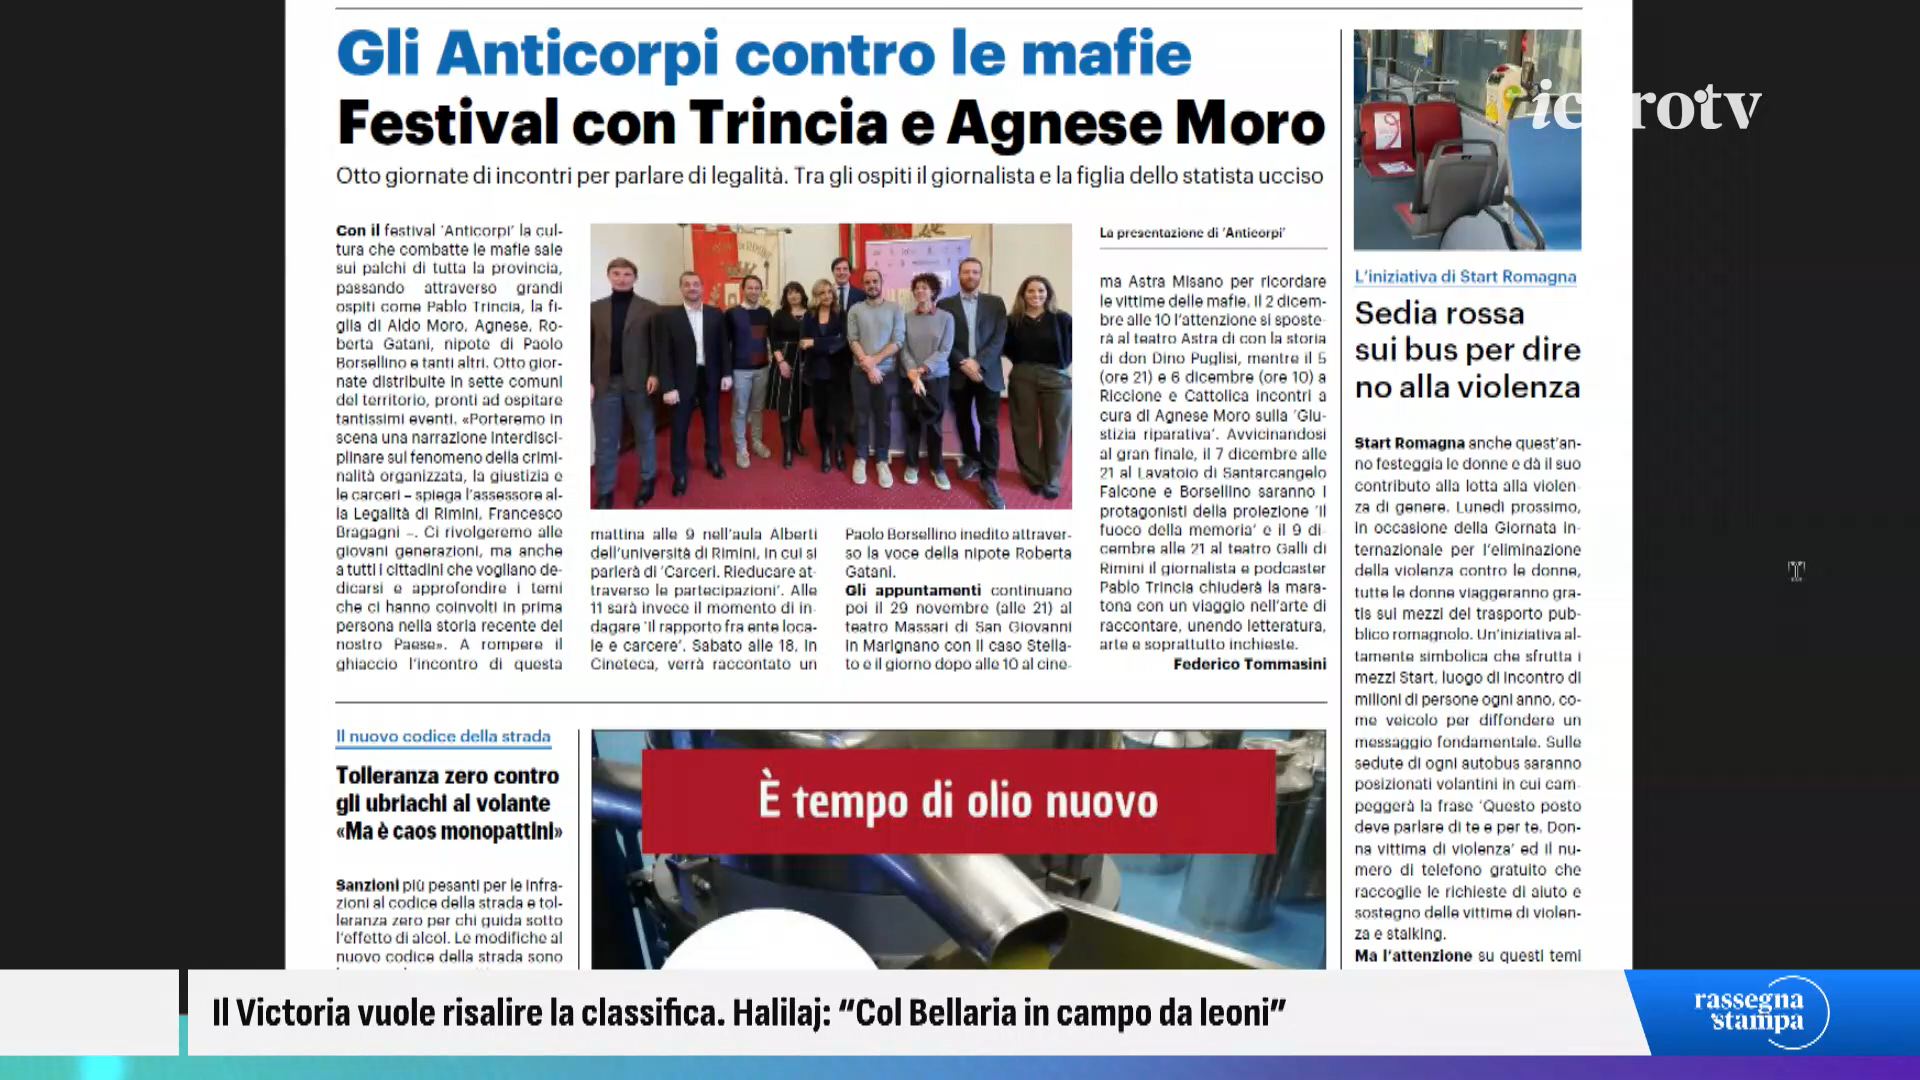 Gli Anticorpi contro le mafie
Festival con Trincia e Agnese Moro
Otto giornate di incontri per parlare di legalità. Tra gli ospiti il giornalista e la figlia dello statista ucciso
Con il festival 'Anticorpi' la cul-
tura che combatte le mafie sale
sui palchi di tutta la provincia,
passando attraverso grandi
ospiti come Pablo Trincia, la fi-
glia di Aldo Moro, Agnese, Ro-
berta Gatani, nipote di Paolo
Borsellino e tanti altri. Otto gior-
nate distribuite in sette comuni
del territorio, pronti ad ospitare
tantissimi eventi. «Porteremo in
scena una narrazione interdisci-
plinare sul fenomeno della crimi-
nalità organizzata, la giustizia e
le carceri – spiega l'assessore al-
la Legalità di Rimini, Francesco
Bragagni –. Ci rivolgeremo alle
giovani generazioni, ma anche
a tutti i cittadini che vogliano de-
dicarsi e approfondire i temi
che ci hanno coinvolti in prima
persona nella storia recente del
nostro Paese». A rompere il
ghiaccio l'incontro di questa
mattina alle 9 nell'aula Alberti
dell'università di Rimini, in cui si
parlerà di 'Carceri. Rieducare at-
traverso le partecipazioni'. Alle
11 sarà invece il momento di in-
dagare 'Il rapporto fra ente loca-
le e carcere'. Sabato alle 18, in
Cineteca, verrà raccontato un
Paolo Borsellino inedito attraver-
so la voce della nipote Roberta
Gatani.
Gli appuntamenti continuano
poi il 29 novembre (alle 21) al
teatro Massari di San Giovanni
in Marignano con il caso Stella-
to e il giorno dopo alle 10 al cine-
La presentazione di 'Anticorpi'
ma Astra Misano per ricordare
le vittime delle mafie. Il 2 dicem-
bre alle 10 l'attenzione si sposte-
rà al teatro Astra di con la storia
di don Dino Puglisi, mentre il 5
(ore 21) e 6 dicembre (ore 10) a
Riccione e Cattolica incontri a
cura di Agnese Moro sulla 'Giu-
stizia riparativa'. Avvicinandosi
al gran finale, il 7 dicembre alle
21 al Lavatoio di Santarcangelo
Falcone e Borsellino saranno i
protagonisti della proiezione 'Il
fuoco della memoria' e il 9 di-
cembre alle 21 al teatro Galli di
Rimini il giornalista e podcaster
Pablo Trincia chiuderà la mara-
tona con un viaggio nell'arte di
raccontare, unendo letteratura,
arte e soprattutto inchieste.
Federico Tommasini
L'iniziativa di Start Romagna
Sedia rossa
sui bus per dire
no alla violenza
Start Romagna anche quest'an-
no festeggia le donne e dà il suo
contributo alla lotta alla violen-
za di genere. Lunedì prossimo,
in occasione della Giornata in-
ternazionale per l'eliminazione
della violenza contro le donne,
tutte le donne viaggeranno gra-
tis sui mezzi del trasporto pub-
blico romagnolo. Un'iniziativa al-
tamente simbolica che sfrutta i
mezzi Start, luogo di incontro di
milioni di persone ogni anno, co-
me veicolo per diffondere un
messaggio fondamentale. Sulle
sedute di ogni autobus saranno
posizionati volantini in cui cam-
peggerà la frase 'Questo posto
deve parlare di te e per te. Don-
na vittima di violenza' ed il nu-
mero di telefono gratuito che
raccoglie le richieste di aiuto e
sostegno delle vittime di violen-
za e stalking.
Ma l'attenzione su questi temi
Il nuovo codice della strada
Tolleranza zero contro
gli ubriachi al volante
«Ma è caos monopattini»
Sanzioni più pesanti per le infra-
zioni al codice della strada e tol-
leranza zero per chi guida sotto
l'effetto di alcol. Le modifiche al
nuovo codice della strada sono
È tempo di olio nuovo
Il Victoria vuole risalire la classifica. Halilaj: “Col Bellaria in campo da leoni”
rassegna
stampa